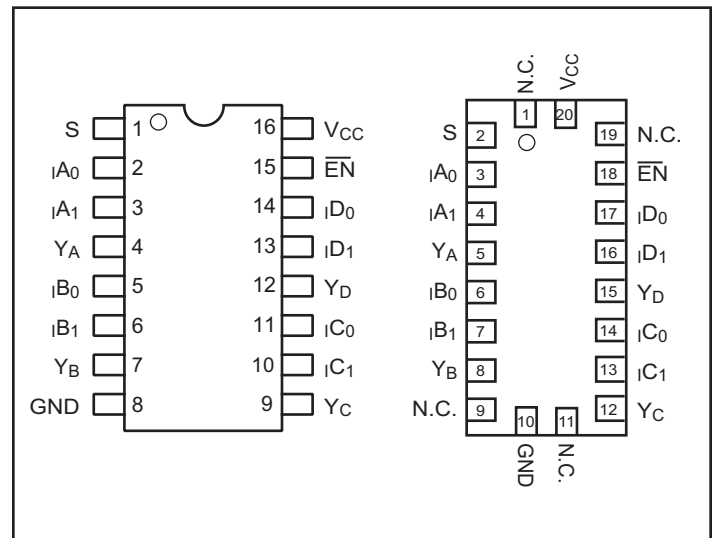 S 1 16 VCC
IA0 2 15 EN
IA1 3 14 ID0
YA 4 13 ID1
IB0 5 12 YD
IB1 6 11 IC0
YB 7 10 IC1
GND 8 9 YC
N.C. VCC
1 20
S 2 19 N.C.
IA0 3 18 EN
IA1 4 17 ID0
YA 5 16 ID1
IB0 6 15 YD
IB1 7 14 IC0
YB 8 13 IC1
N.C. 9 12 YC
10 11
GND N.C.